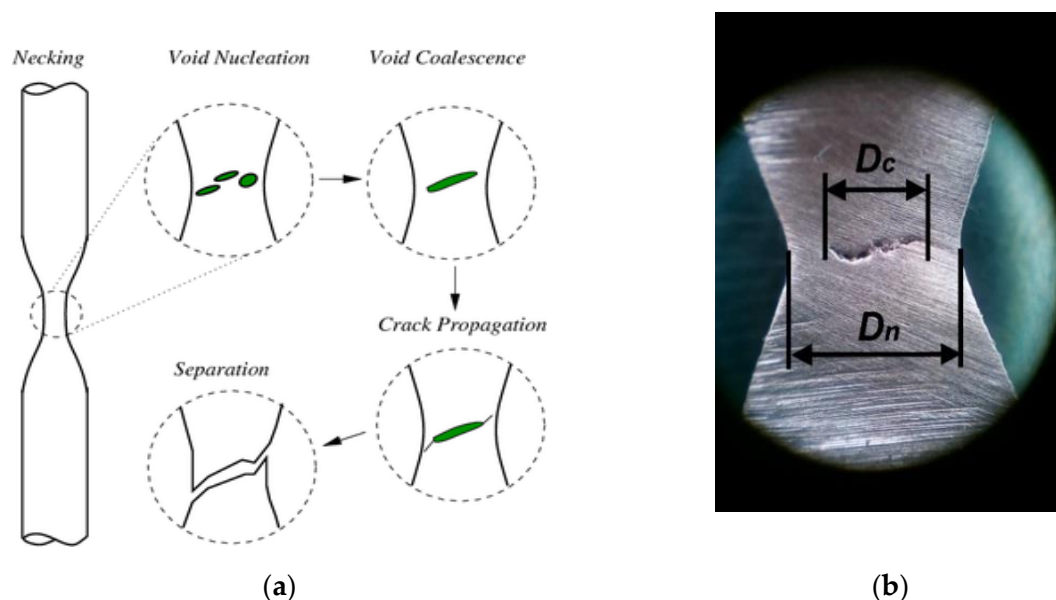 Necking
Void Nucleation
Void Coalescence
Crack Propagation
Separation
Dc
Dn
(a)
(b)